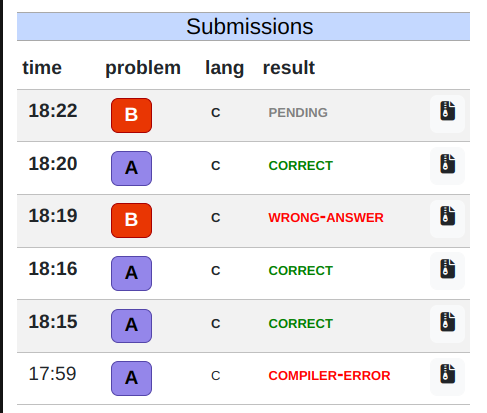 Submissions
time problem lang result
18:22 B C PENDING
18:20 A C CORRECT
18:19 B C WRONG-ANSWER
18:16 A C CORRECT
18:15 A C CORRECT
17:59 A C COMPILER-ERROR